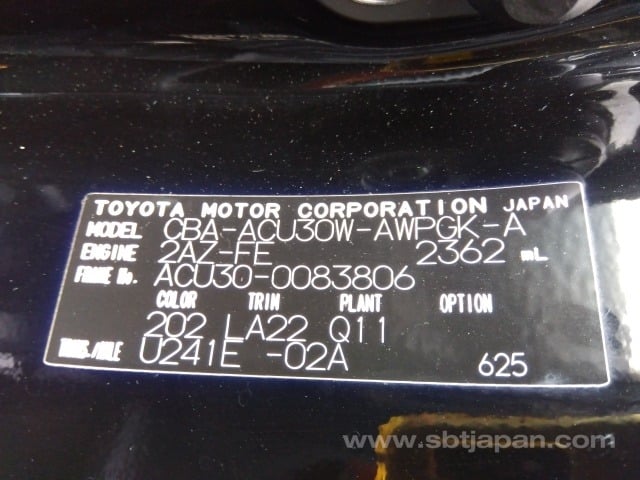 TOYOTA MOTOR CORPORATION JAPAN
MODEL CBA-ACU30W-AWPGK-A
ENGINE 2AZ-FE 2362 mL
FRAME No. ACU30-0083806
COLOR TRIM PLANT OPTION
202 LA22 Q11
TRANS./AXLE U241E -02A 625
www.sbtjapan.com